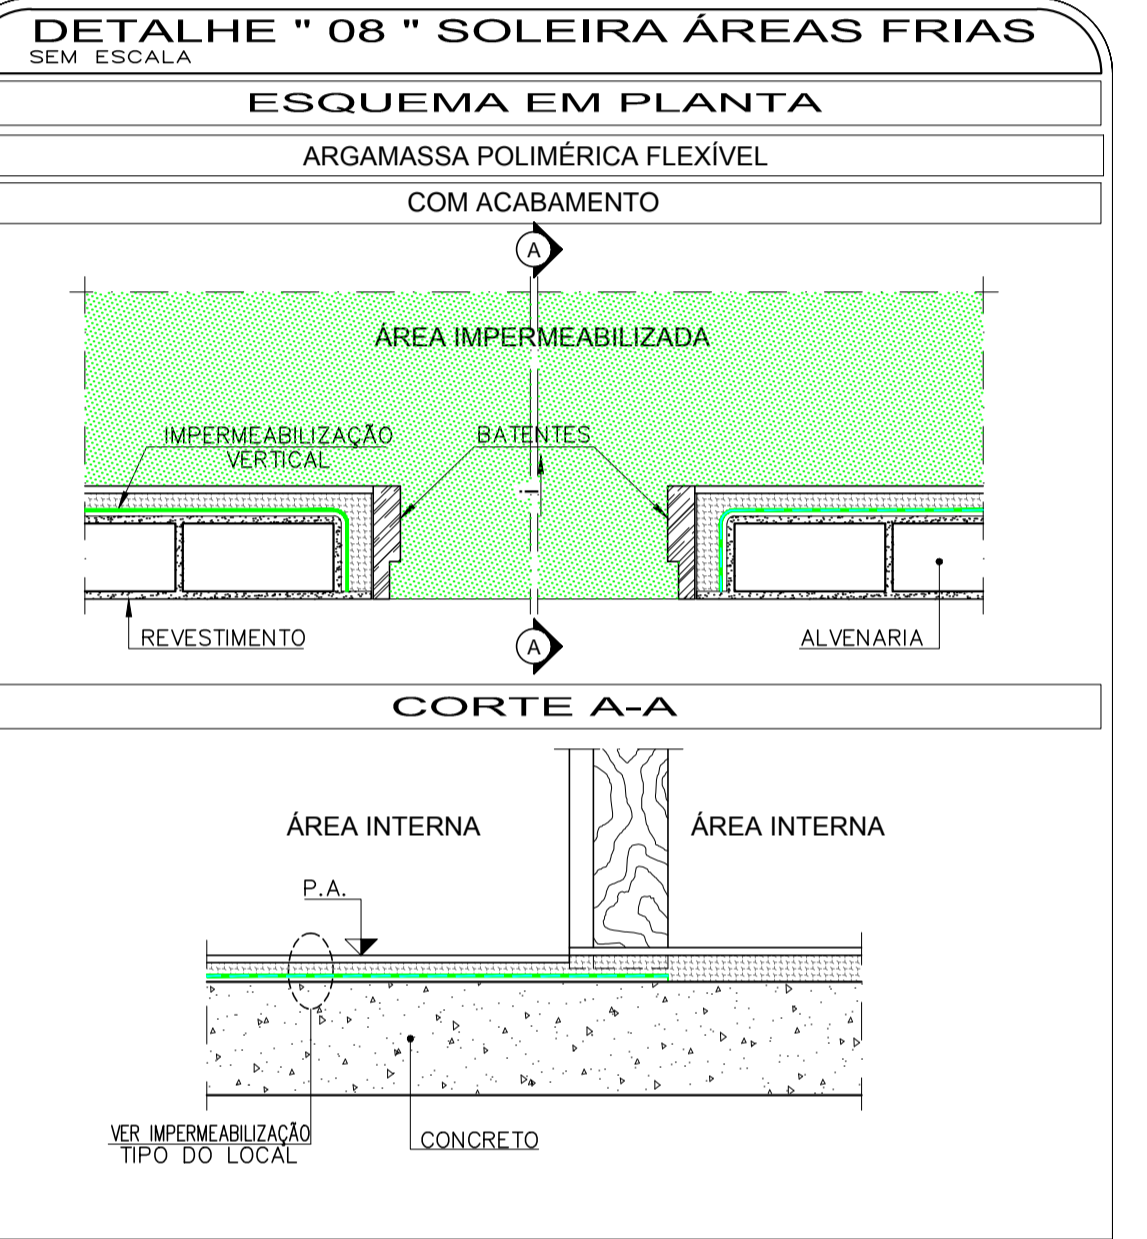 DETALHE " 08 " SOLEIRA ÁREAS FRIAS
SEM ESCALA
ESQUEMA EM PLANTA
ARGAMASSA POLIMÉRICA FLEXÍVEL
COM ACABAMENTO
A
ÁREA IMPERMEABILIZADA
IMPERMEABILIZAÇÃO
VERTICAL
BATENTES
i
REVESTIMENTO
A
ALVENARIA
CORTE A-A
ÁREA INTERNA
ÁREA INTERNA
P.A.
VER IMPERMEABILIZAÇÃO
TIPO DO LOCAL
CONCRETO